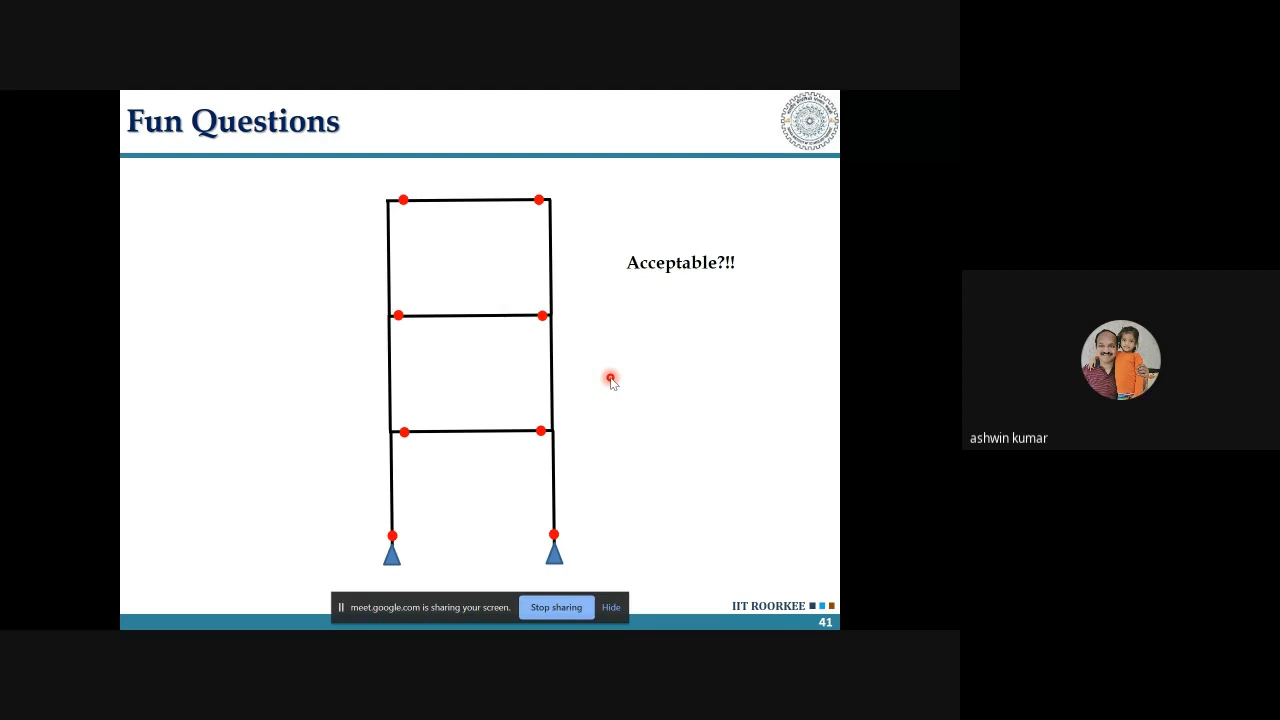 Fun Questions
Acceptable?!!
ashwin kumar
meet.google.com is sharing your screen.
Stop sharing
Hide
IIT ROORKEE
41